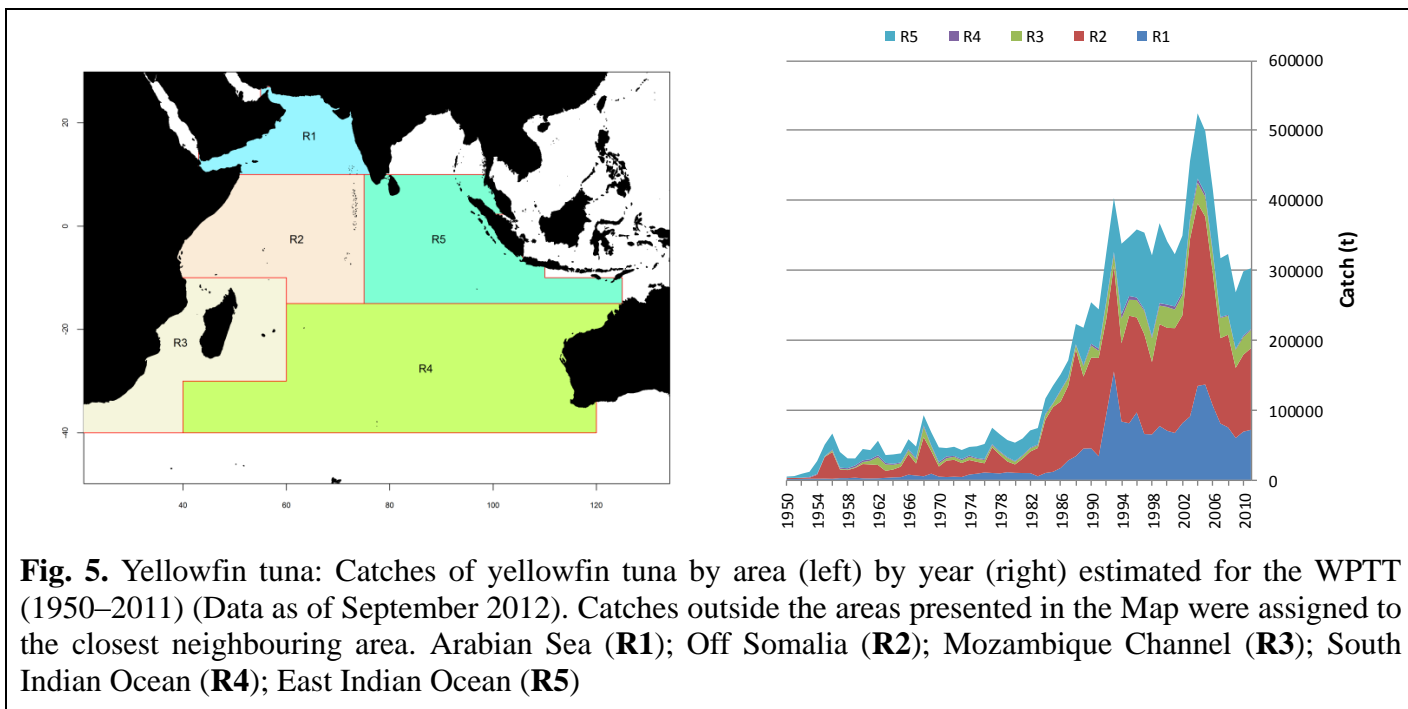 R1
R2
R5
R3
R4
20
0
-20
-40
40 60 80 100 120
R5 R4 R3 R2 R1
600000
500000
400000
300000
200000
100000
0
Catch (t)
1950 1954 1958 1962 1966 1970 1974 1978 1982 1986 1990 1994 1998 2002 2006 2010
Fig. 5. Yellowfin tuna: Catches of yellowfin tuna by area (left) by year (right) estimated for the WPTT
(1950–2011) (Data as of September 2012). Catches outside the areas presented in the Map were assigned to
the closest neighbouring area. Arabian Sea (R1); Off Somalia (R2); Mozambique Channel (R3); South
Indian Ocean (R4); East Indian Ocean (R5)